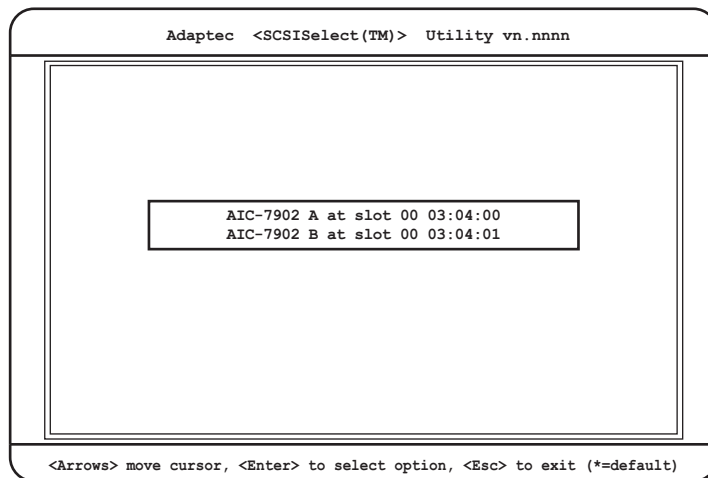 Adaptec <SCSISelect(TM)> Utility vn.nnnn
AIC-7902 A at slot 00 03:04:00
AIC-7902 B at slot 00 03:04:01
<Arrows> move cursor, <Enter> to select option, <Esc> to exit (*=default)